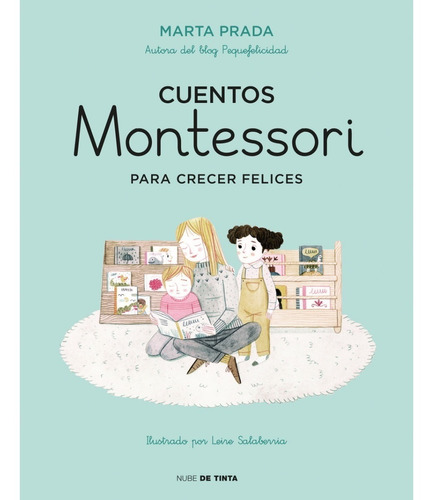 MARTA PRADA
Autora del blog Pequefelicidad
CUENTOS
Montessori
PARA CRECER FELICES
Ilustrado por Leire Salaberria
NUBE DE TINTA